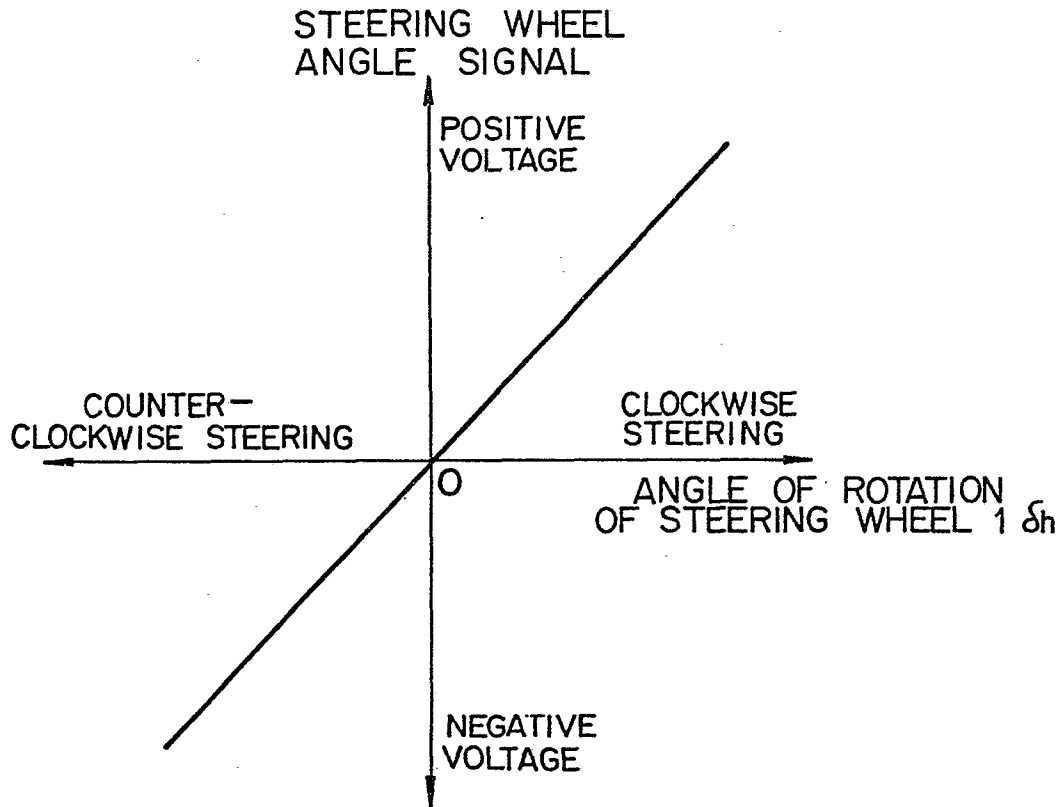 STEERING WHEEL
ANGLE SIGNAL
POSITIVE
VOLTAGE
COUNTER-
CLOCKWISE STEERING
CLOCKWISE
STEERING
O
ANGLE OF ROTATION
OF STEERING WHEEL 1 δh
NEGATIVE
VOLTAGE